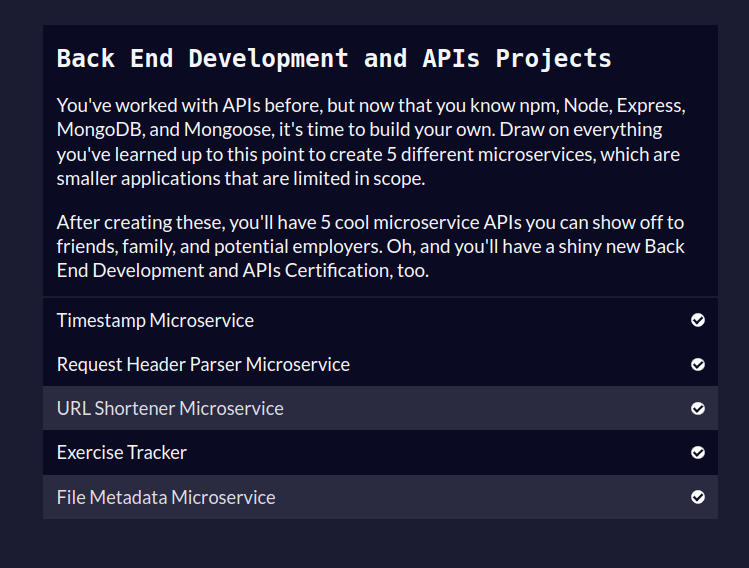 Back End Development and APIs Projects
You've worked with APIs before, but now that you know npm, Node, Express,
MongoDB, and Mongoose, it's time to build your own. Draw on everything
you've learned up to this point to create 5 different microservices, which are
smaller applications that are limited in scope.
After creating these, you'll have 5 cool microservice APIs you can show off to
friends, family, and potential employers. Oh, and you'll have a shiny new Back
End Development and APIs Certification, too.
Timestamp Microservice
Request Header Parser Microservice
URL Shortener Microservice
Exercise Tracker
File Metadata Microservice